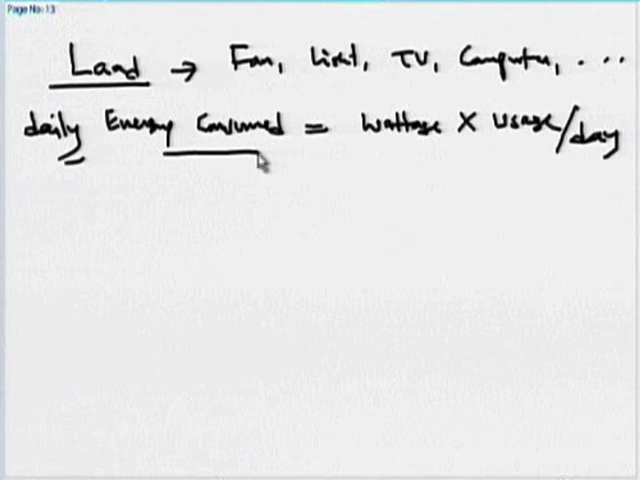 Page No: 13
Load → Fan, Light, TV, Computer, ...
daily Energy Consumed = Wattage X Usage/day